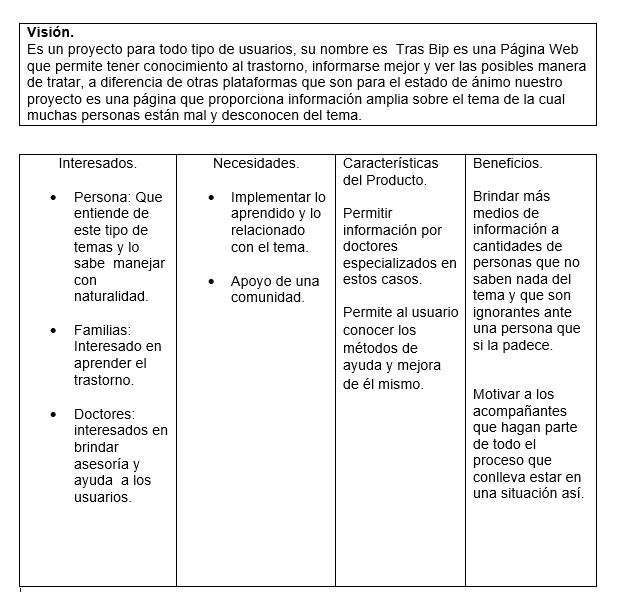 Visión.
Es un proyecto para todo tipo de usuarios, su nombre es  Tras Bip es una Página Web
que permite tener conocimiento al trastorno, informarse mejor y ver las posibles manera
de tratar, a diferencia de otras plataformas que son para el estado de ánimo nuestro
proyecto es una página que proporciona información amplia sobre el tema de la cual
muchas personas están mal y desconocen del tema.
Interesados.
• Persona: Que
entiende de
este tipo de
temas y lo
sabe  manejar
con
naturalidad.
• Familias:
Interesado en
aprender el
trastorno.
• Doctores:
interesados en
brindar
asesoría y
ayuda  a los
usuarios.
Necesidades.
• Implementar lo
aprendido y lo
relacionado
con el tema.
• Apoyo de una
comunidad.
Características
del Producto.
Permitir
información por
doctores
especializados en
estos casos.
Permite al usuario
conocer los
métodos de
ayuda y mejora
de él mismo.
Beneficios.
Brindar más
medios de
información a
cantidades de
personas que no
saben nada del
tema y que son
ignorantes ante
una persona que
si la padece.
Motivar a los
acompañantes
que hagan parte
de todo el
proceso que
conlleva estar en
una situación así.